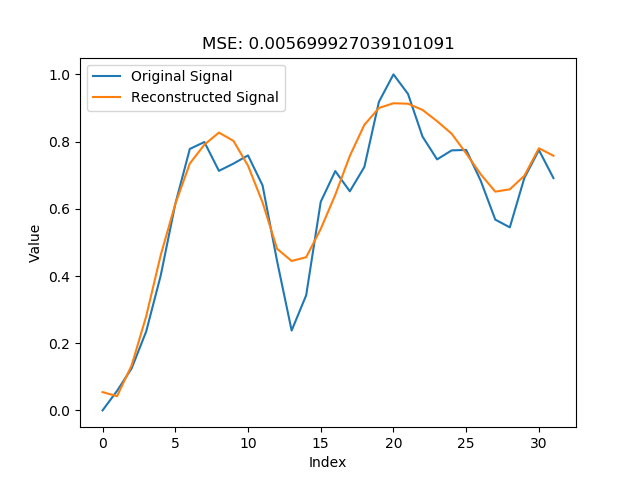 MSE: 0.005699927039101091
Original Signal
Reconstructed Signal
1.0
0.8
0.6
0.4
0.2
0.0
Value
0 5 10 15 20 25 30
Index